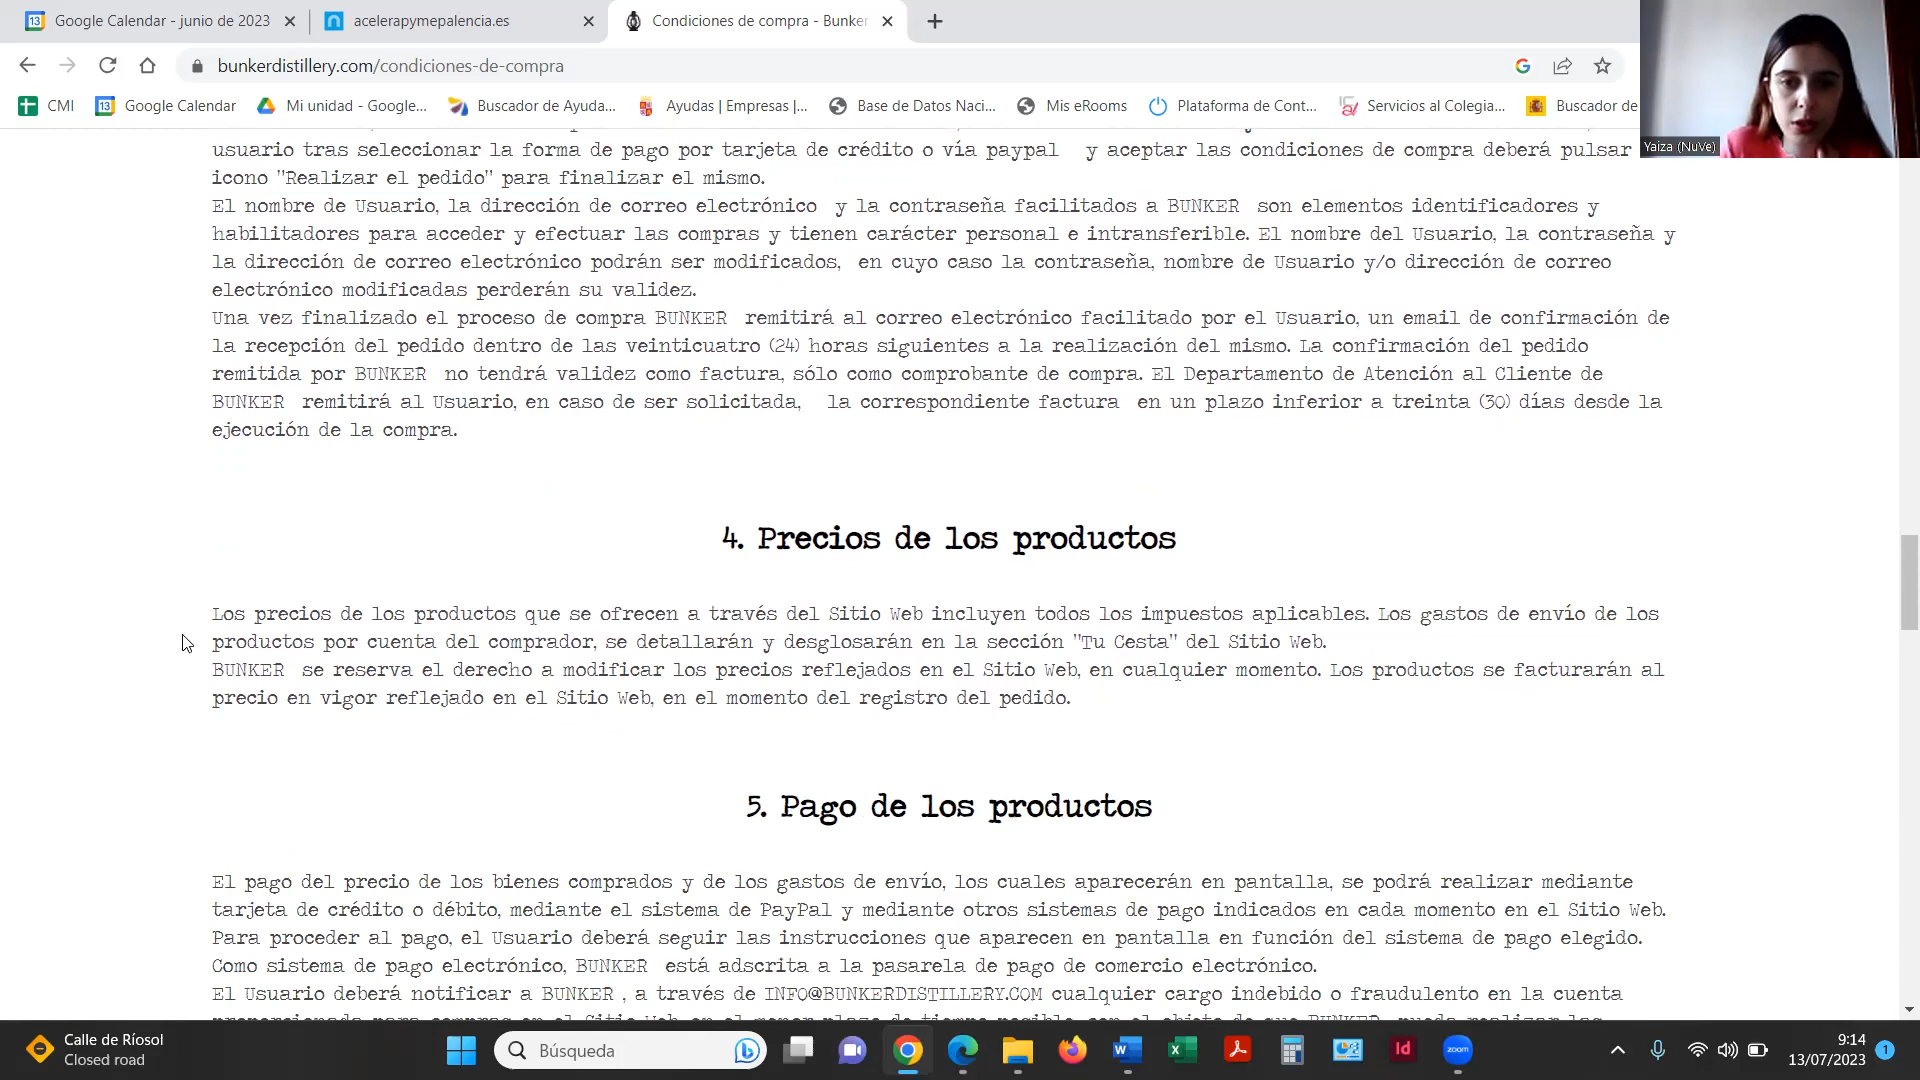 Google Calendar - junio de 2023
acelerapymepalencia.es
Condiciones de compra - Bunker
bunkerdistillery.com/condiciones-de-compra
CMI
Google Calendar
Mi unidad - Google...
Buscador de Ayuda...
Ayudas | Empresas |...
Base de Datos Naci...
Mis eRooms
Plataforma de Cont...
Servicios al Colegia...
Buscador de
Yaiza (NuVe)
usuario tras seleccionar la forma de pago por tarjeta de crédito o vía paypal y aceptar las condiciones de compra deberá pulsar
icono "Realizar el pedido" para finalizar el mismo.
El nombre de Usuario, la dirección de correo electrónico y la contraseña facilitados a BUNKER son elementos identificadores y
habilitadores para acceder y efectuar las compras y tienen carácter personal e intransferible. El nombre del Usuario, la contraseña y
la dirección de correo electrónico podrán ser modificados, en cuyo caso la contraseña, nombre de Usuario y/o dirección de correo
electrónico modificadas perderán su validez.
Una vez finalizado el proceso de compra BUNKER remitirá al correo electrónico facilitado por el Usuario, un email de confirmación de
la recepción del pedido dentro de las veinticuatro (24) horas siguientes a la realización del mismo. La confirmación del pedido
remitida por BUNKER no tendrá validez como factura, sólo como comprobante de compra. El Departamento de Atención al Cliente de
BUNKER remitirá al Usuario, en caso de ser solicitada, la correspondiente factura en un plazo inferior a treinta (30) días desde la
ejecución de la compra.
4. Precios de los productos
Los precios de los productos que se ofrecen a través del Sitio Web incluyen todos los impuestos aplicables. Los gastos de envío de los
productos por cuenta del comprador, se detallarán y desglosarán en la sección "Tu Cesta" del Sitio Web.
BUNKER se reserva el derecho a modificar los precios reflejados en el Sitio Web, en cualquier momento. Los productos se facturarán al
precio en vigor reflejado en el Sitio Web, en el momento del registro del pedido.
5. Pago de los productos
El pago del precio de los bienes comprados y de los gastos de envío, los cuales aparecerán en pantalla, se podrá realizar mediante
tarjeta de crédito o débito, mediante el sistema de PayPal y mediante otros sistemas de pago indicados en cada momento en el Sitio Web.
Para proceder al pago, el Usuario deberá seguir las instrucciones que aparecen en pantalla en función del sistema de pago elegido.
Como sistema de pago electrónico, BUNKER está adscrita a la pasarela de pago de comercio electrónico.
El Usuario deberá notificar a BUNKER , a través de INFO@BUNKERDISTILLERY.COM cualquier cargo indebido o fraudulento en la cuenta
Calle de Ríosol
Closed road
Búsqueda
zoom
9:14
13/07/2023
1